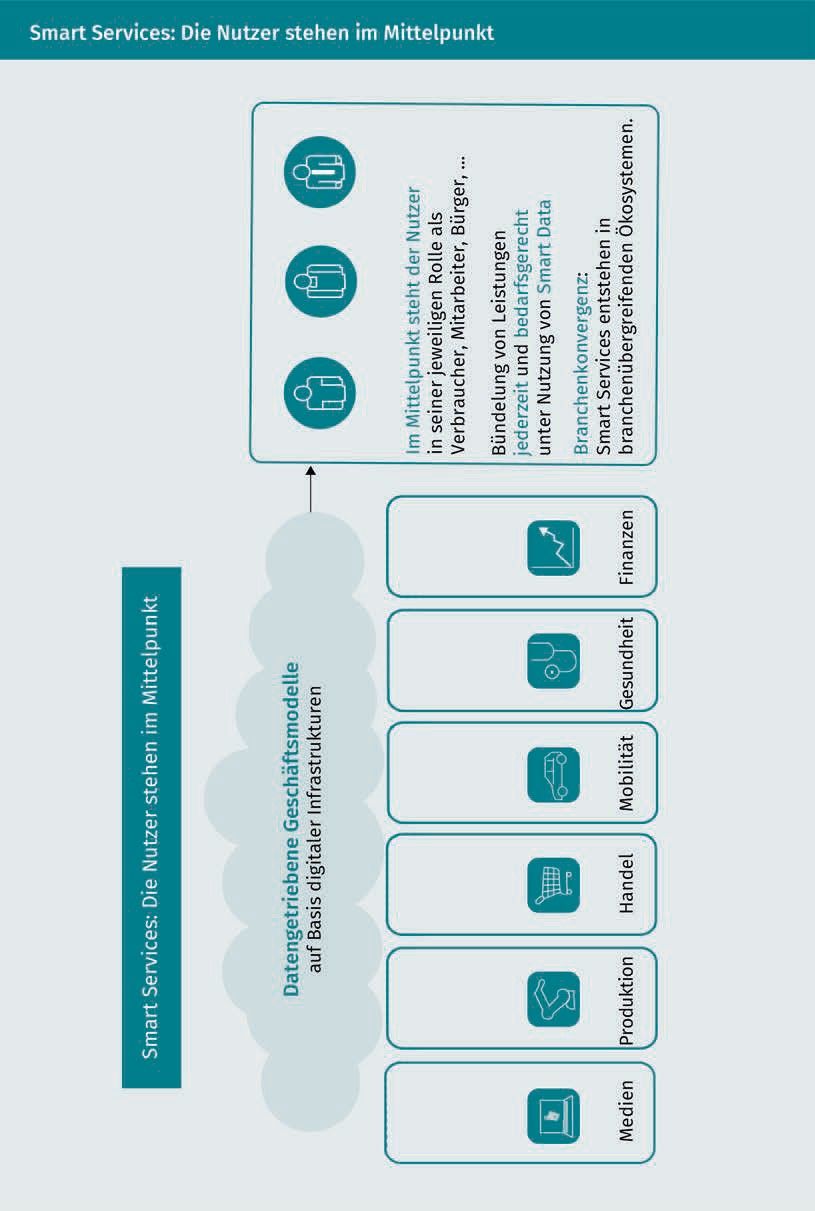 Smart Services: Die Nutzer stehen im Mittelpunkt
Smart Services: Die Nutzer stehen im Mittelpunkt
Datengetriebene Geschäftsmodelle
auf Basis digitaler Infrastrukturen
Medien
Produktion
Handel
Mobilität
Gesundheit
Finanzen
Im Mittelpunkt steht der Nutzer
in seiner jeweiligen Rolle als
Verbraucher, Mitarbeiter, Bürger, ...
Bündelung von Leistungen
jederzeit und bedarfsgerecht
unter Nutzung von Smart Data
Branchenkonvergenz:
Smart Services entstehen in
branchenübergreifenden Ökosystemen.